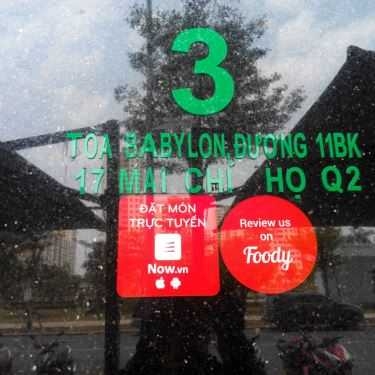 3
TOA BABYLON, ĐƯỜNG 11BK
17 MAI CHÍ HỌ Q2
ĐẶT MÓN
TRỰC TUYẾN
Now.vn
Review us
on
Foody